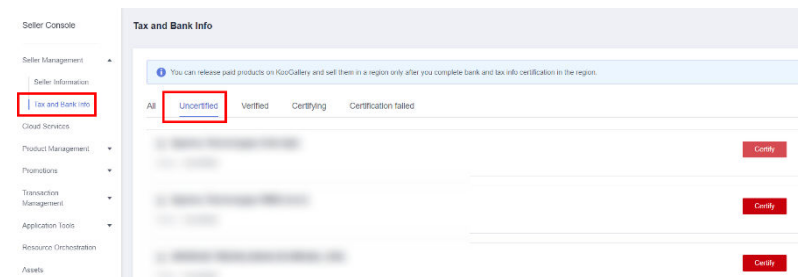 Seller Console
Tax and Bank Info
Seller Management
Seller Information
Tax and Bank Info
Cloud Services
Product Management
Promotions
Transaction
Management
Application Tools
Resource Orchestration
Assets
You can release paid products on KooGallery and sell them in a region only after you complete bank and tax info certification in the region.
All Uncertified Verified Certifying Certification failed
Certify
Certify
Certify